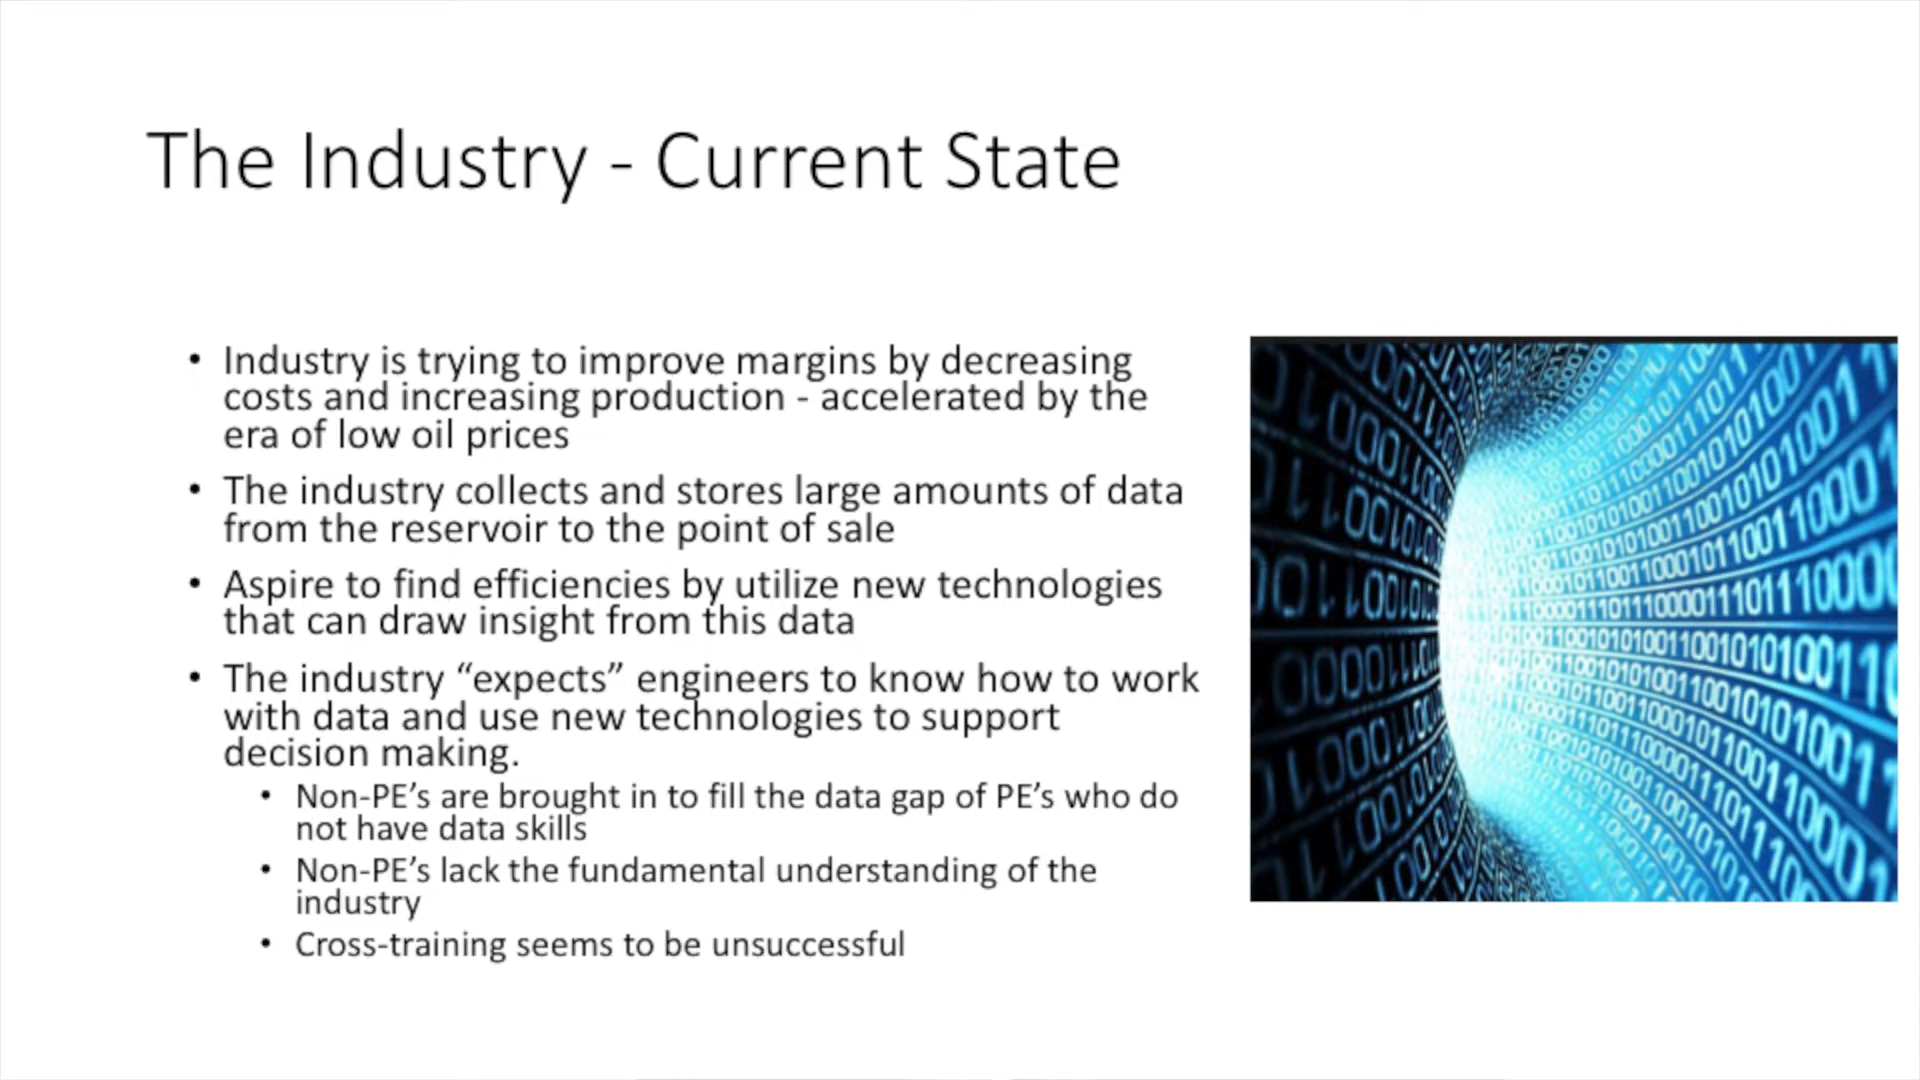 The Industry - Current State
• Industry is trying to improve margins by decreasing
costs and increasing production - accelerated by the
era of low oil prices
• The industry collects and stores large amounts of data
from the reservoir to the point of sale
• Aspire to find efficiencies by utilize new technologies
that can draw insight from this data
• The industry “expects” engineers to know how to work
with data and use new technologies to support
decision making.
• Non-PE’s are brought in to fill the data gap of PE’s who do
not have data skills
• Non-PE’s lack the fundamental understanding of the
industry
• Cross-training seems to be unsuccessful